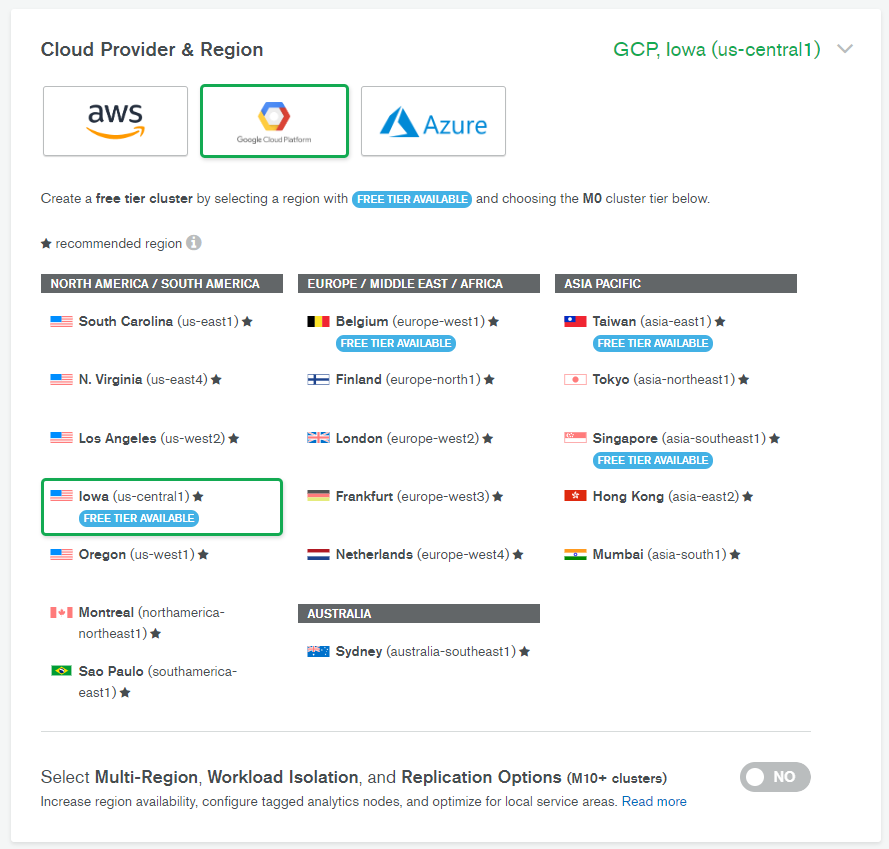 Cloud Provider & Region
GCP, Iowa (us-central1)
aws
Google Cloud Platform
Azure
Create a free tier cluster by selecting a region with FREE TIER AVAILABLE and choosing the M0 cluster tier below.
★ recommended region i
NORTH AMERICA / SOUTH AMERICA
South Carolina (us-east1) ★
N. Virginia (us-east4) ★
Los Angeles (us-west2) ★
Iowa (us-central1) ★
FREE TIER AVAILABLE
Oregon (us-west1) ★
Montreal (northamerica-
northeast1) ★
Sao Paulo (southamerica-
east1) ★
EUROPE / MIDDLE EAST / AFRICA
Belgium (europe-west1) ★
FREE TIER AVAILABLE
Finland (europe-north1) ★
London (europe-west2) ★
Frankfurt (europe-west3) ★
Netherlands (europe-west4) ★
AUSTRALIA
Sydney (australia-southeast1) ★
ASIA PACIFIC
Taiwan (asia-east1) ★
FREE TIER AVAILABLE
Tokyo (asia-northeast1) ★
Singapore (asia-southeast1) ★
FREE TIER AVAILABLE
Hong Kong (asia-east2) ★
Mumbai (asia-south1) ★
Select Multi-Region, Workload Isolation, and Replication Options (M10+ clusters)
NO
Increase region availability, configure tagged analytics nodes, and optimize for local service areas. Read more